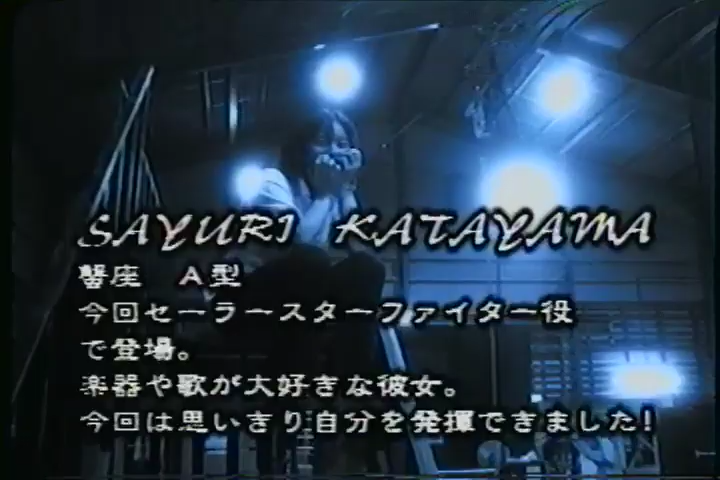 SAYURI KATAYAMA
蟹座 A型
今回セーラースターファイター役
で登場。
楽器や歌が大好きな彼女。
今回は思いきり自分を発揮できました!